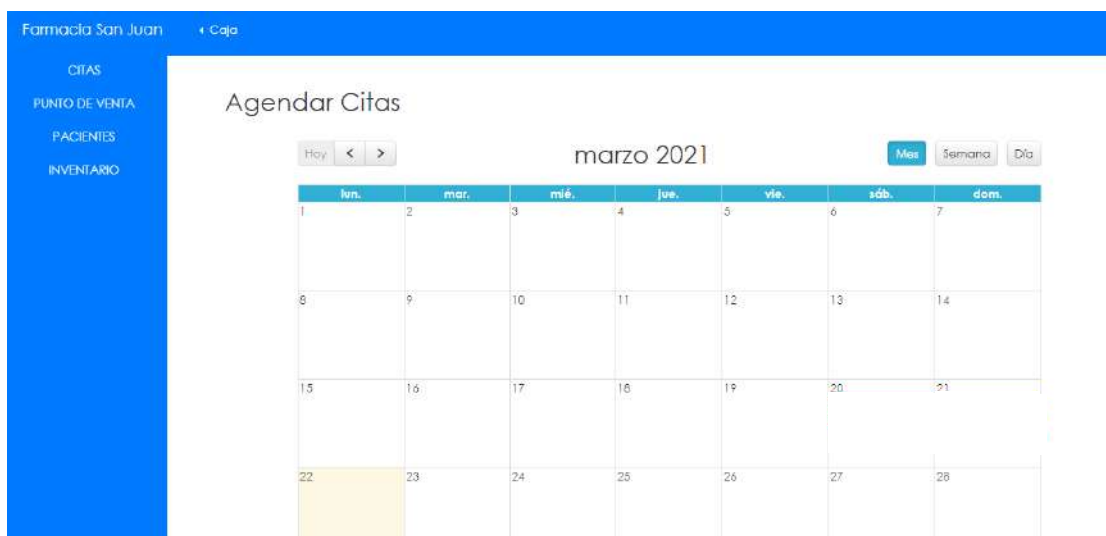 Farmacia San Juan
Caja
CITAS
PUNTO DE VENTA
PACIENTES
INVENTARIO
Agendar Citas
Hoy < > marzo 2021 Mes Semana Día
lun. mar. mié. jue. vie. sáb. dom.
1 2 3 4 5 6 7
8 9 10 11 12 13 14
15 16 17 18 19 20 21
22 23 24 25 26 27 28